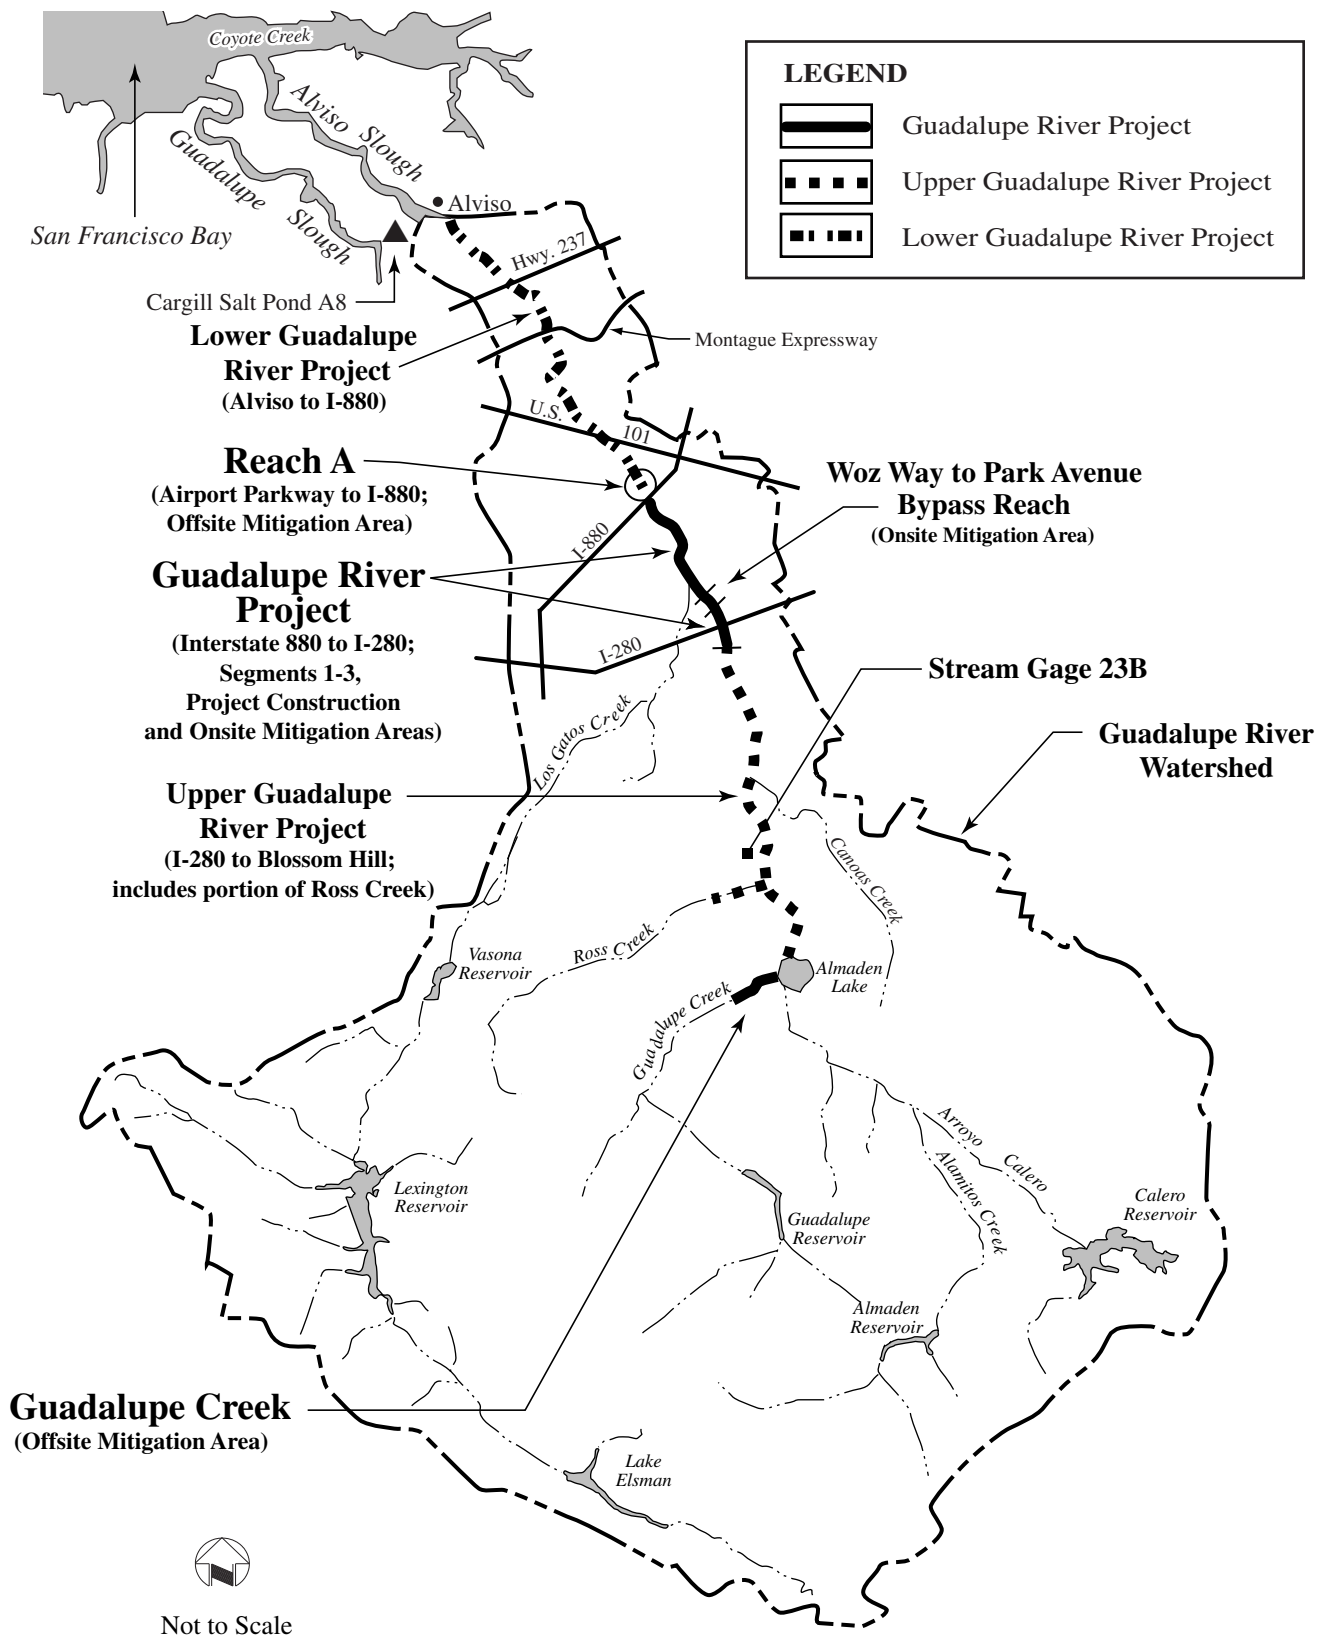 Coyote Creek
LEGEND
Guadalupe River Project
Upper Guadalupe River Project
Lower Guadalupe River Project
Alviso Slough
Guadalupe Slough
Alviso
San Francisco Bay
Hwy. 237
Cargill Salt Pond A8
Lower Guadalupe
River Project
(Alviso to I-880)
Montague Expressway
U.S. 101
Reach A
(Airport Parkway to I-880;
Offsite Mitigation Area)
Woz Way to Park Avenue
Bypass Reach
(Onsite Mitigation Area)
I-880
Guadalupe River
Project
(Interstate 880 to I-280;
Segments 1-3,
Project Construction
and Onsite Mitigation Areas)
I-280
Stream Gage 23B
Los Gatos Creek
Guadalupe River
Watershed
Upper Guadalupe
River Project
(I-280 to Blossom Hill;
includes portion of Ross Creek)
Canoas Creek
Ross Creek
Vasona
Reservoir
Almaden
Lake
Guadalupe Creek
Arroyo Calero
Alamitos Creek
Lexington
Reservoir
Guadalupe
Reservoir
Calero
Reservoir
Almaden
Reservoir
Guadalupe Creek
(Offsite Mitigation Area)
Lake
Elsman
N
Not to Scale